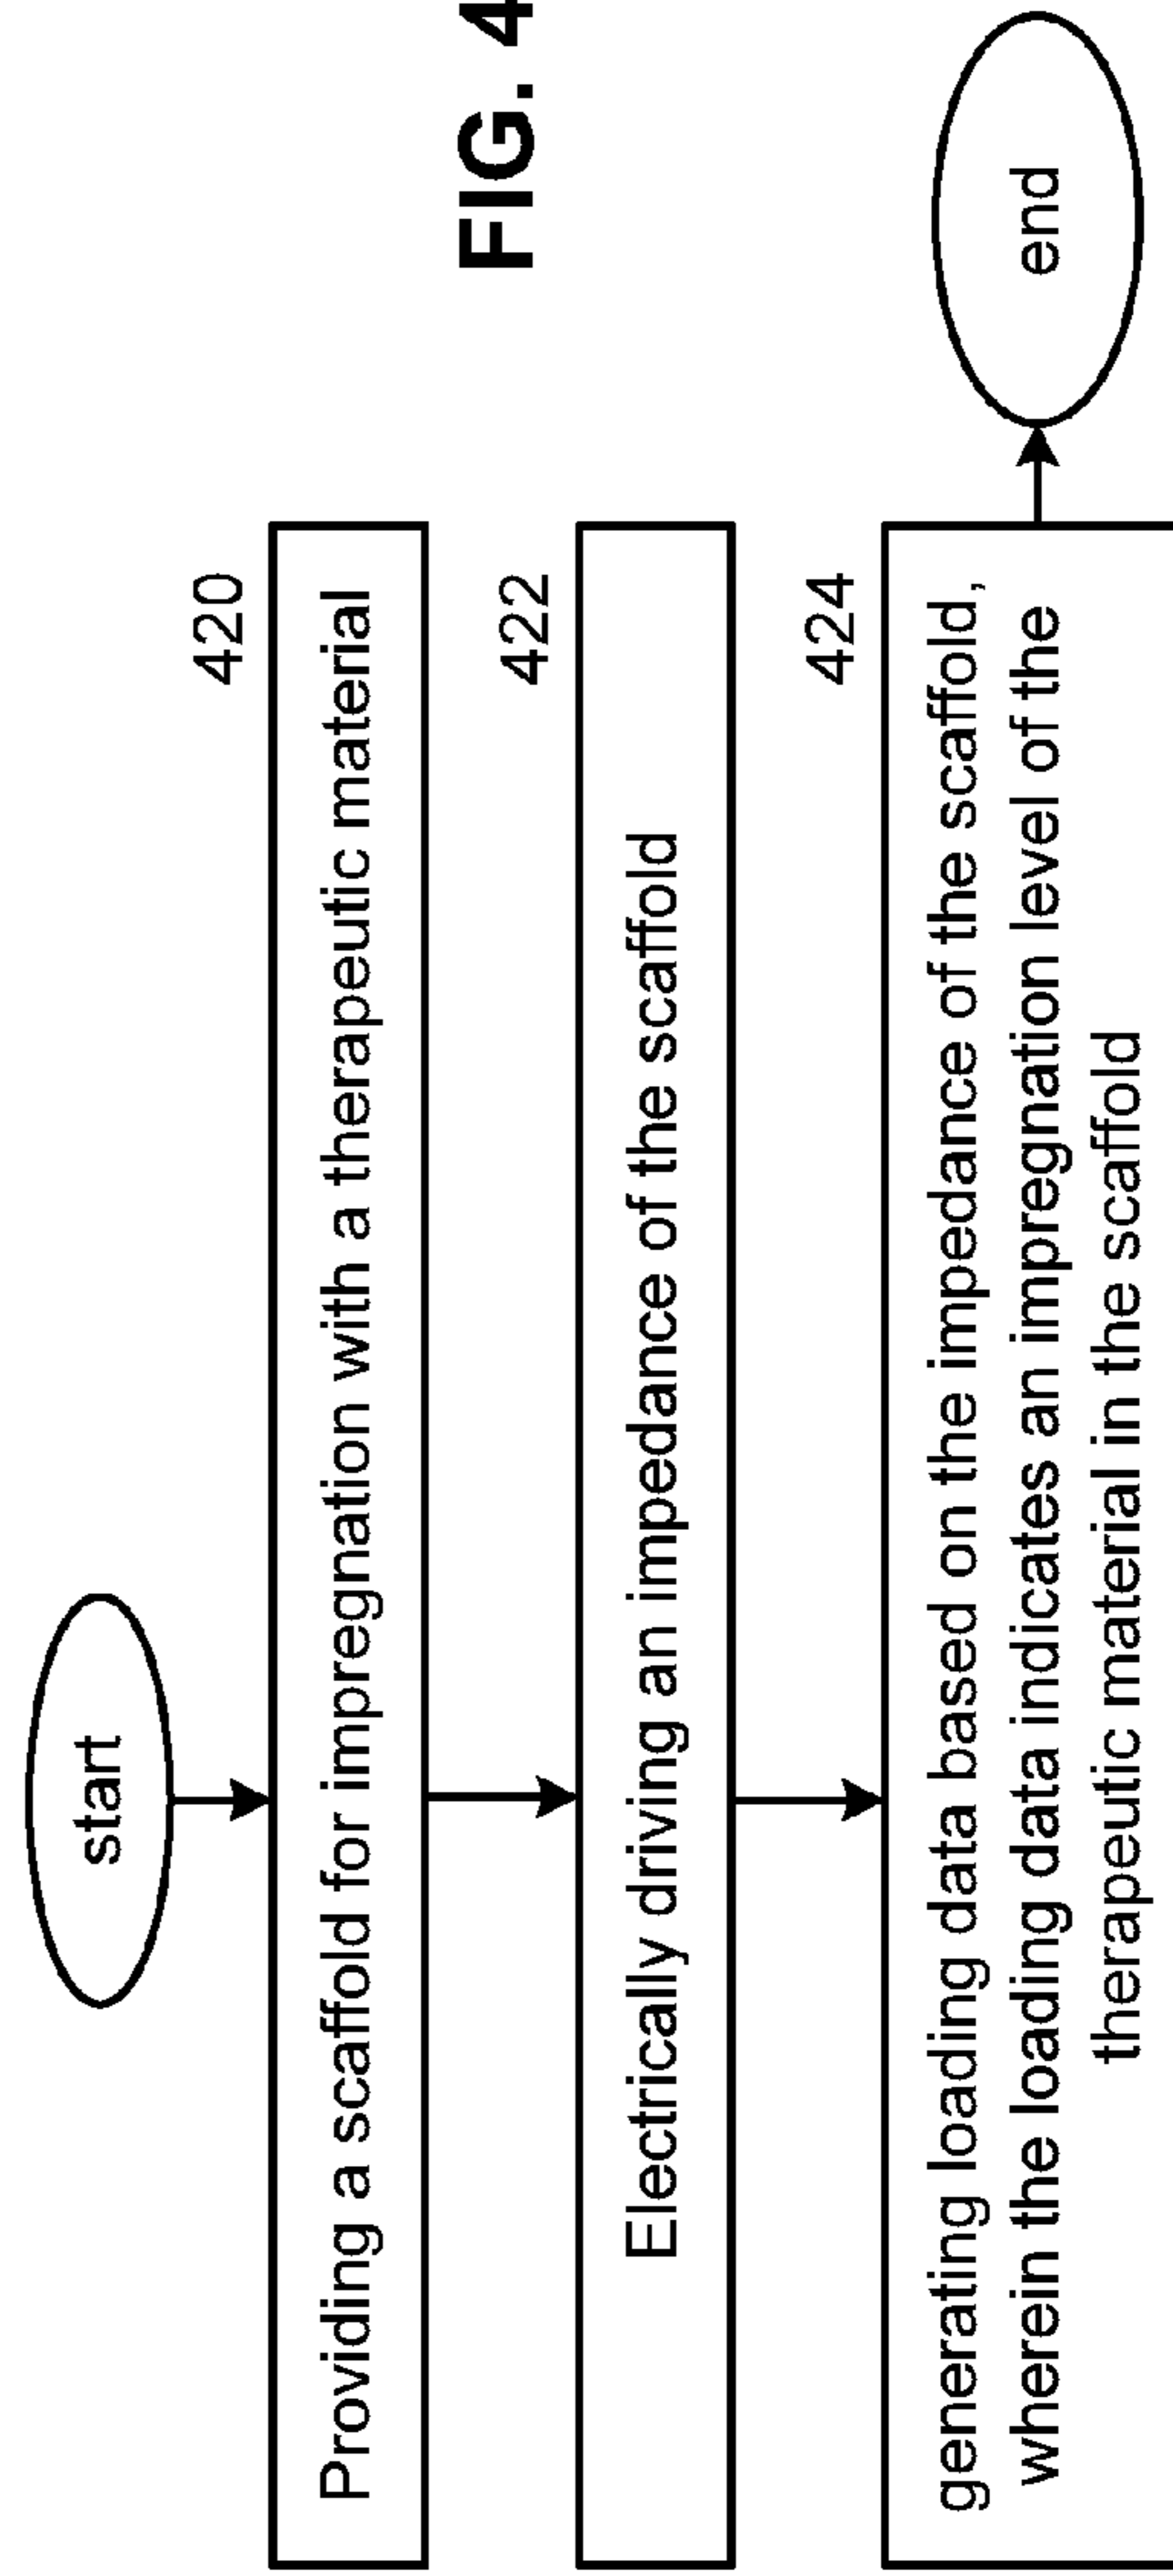 start
420
Providing a scaffold for impregnation with a therapeutic material
422
Electrically driving an impedance of the scaffold
424
generating loading data based on the impedance of the scaffold,
wherein the loading data indicates an impregnation level of the
therapeutic material in the scaffold
end
FIG. 4